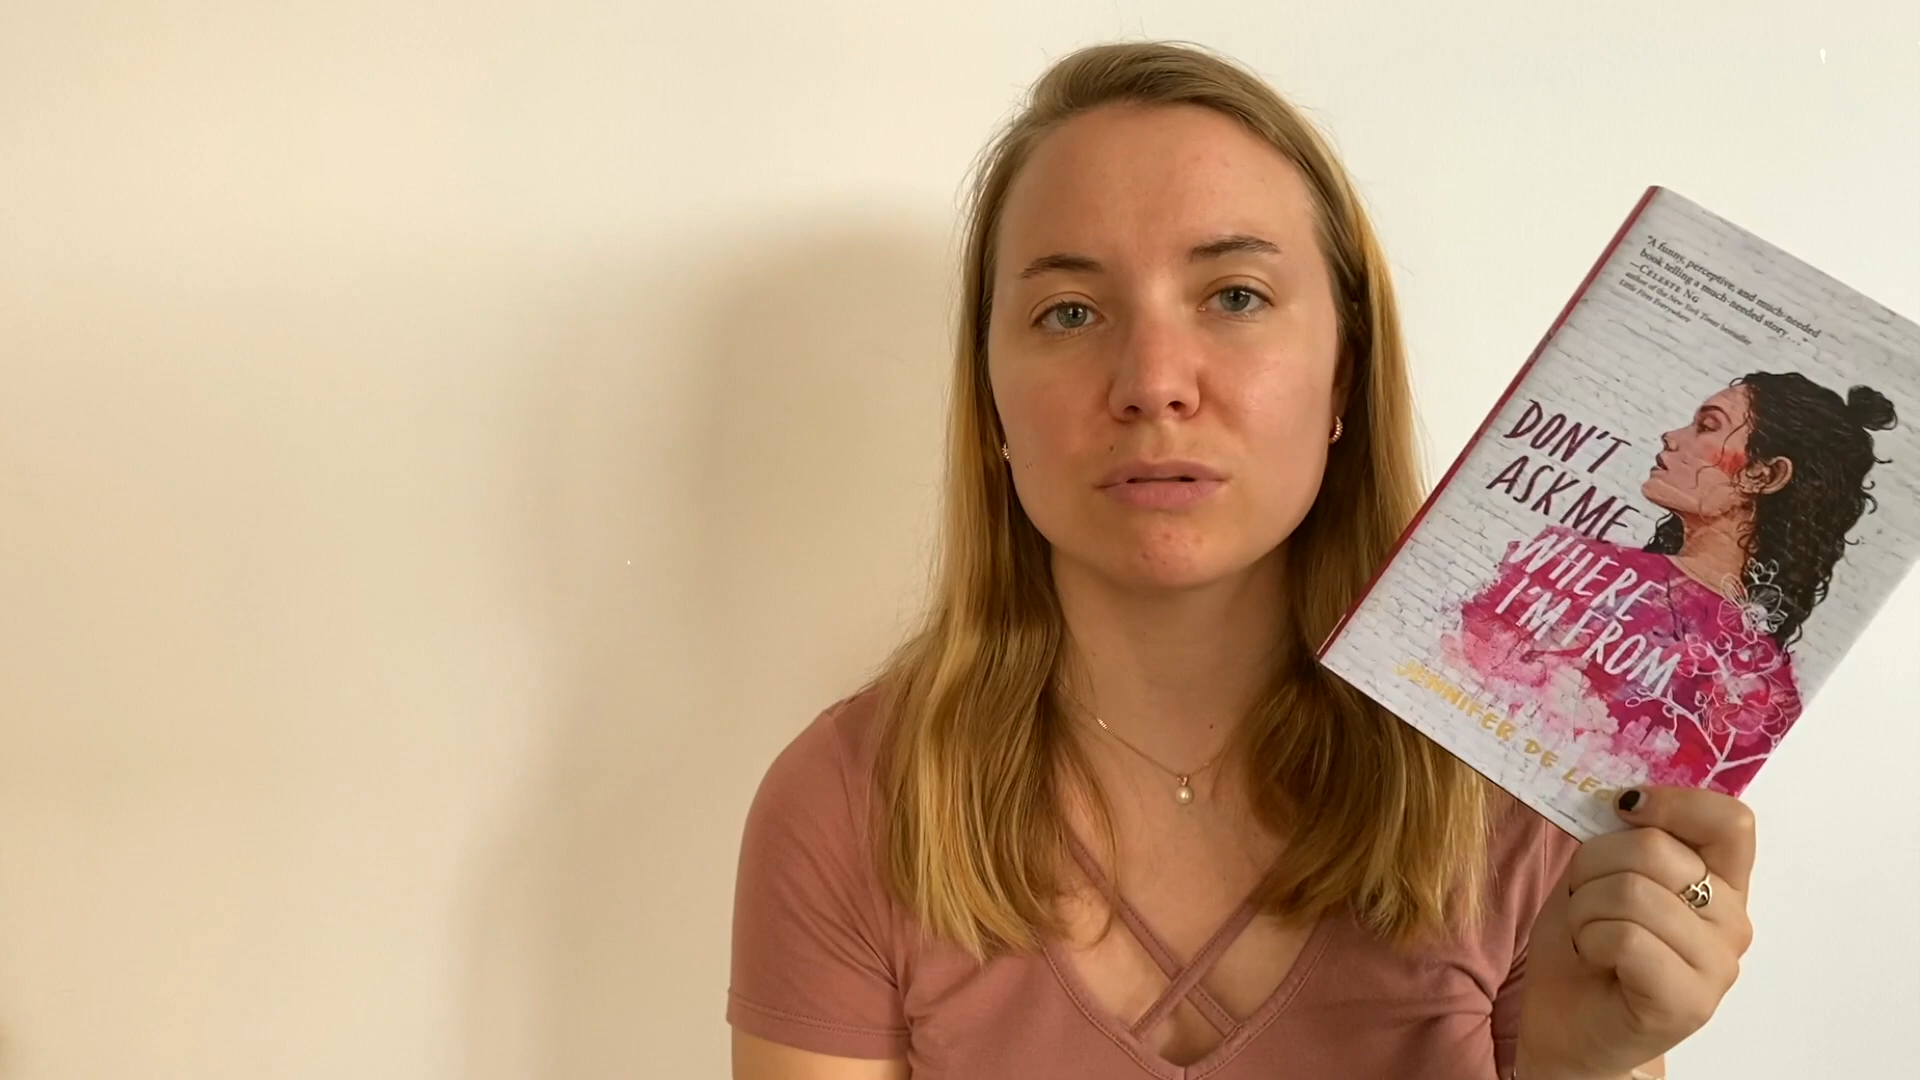 "A funny, perceptive, and much-needed
book telling a much-needed story . . . "
—CELESTE NG
author of the New York Times bestseller
Little Fires Everywhere
DON'T
ASK ME
WHERE
I'M FROM
JENNIFER DE LEO